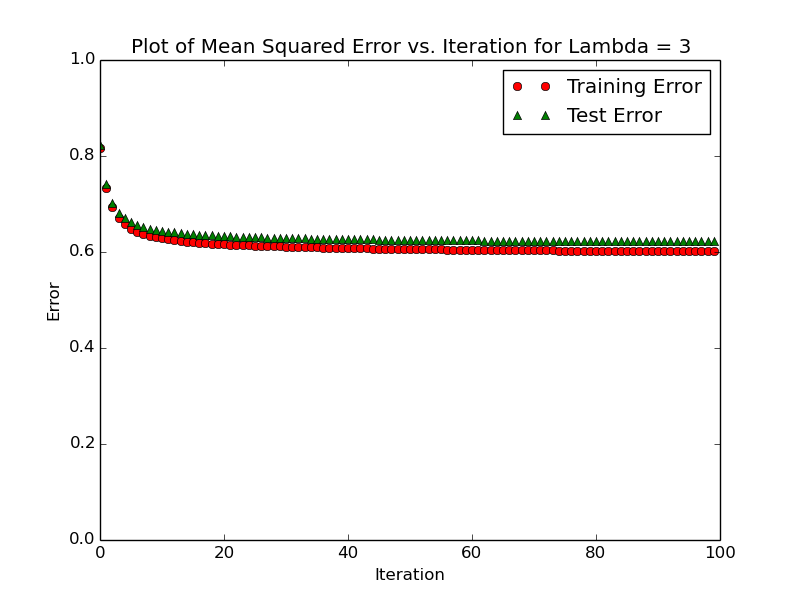 Plot of Mean Squared Error vs. Iteration for Lambda = 3
1.0
0.8
0.6
0.4
0.2
0.0
Error
Training Error
Test Error
0 20 40 60 80 100
Iteration